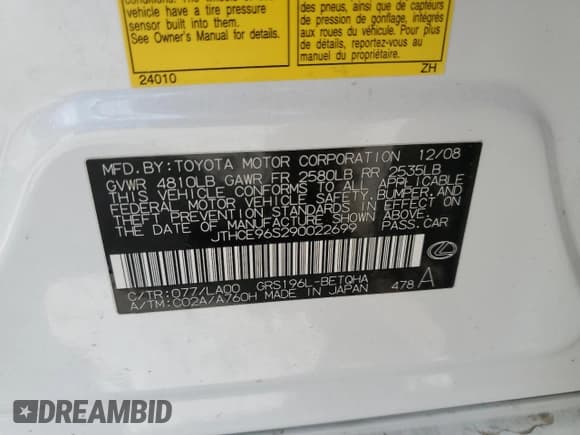 conditions.
vehicle have a tire pressure
sensor built into them.
See Owner's Manual for details.
24010
des pneus, ainsi que des capteurs
de pression de gonflage, intégrés
aux roues du véhicule. Pour plus
de détails, reportez-vous au
manuel du propriétaire.
ZH
MFD.BY:TOYOTA MOTOR CORPORATION 12/08
GVWR 4810LB GAWR FR 2580LB RR 2535LB
THIS VEHICLE CONFORMS TO ALL APPLICABLE
FEDERAL MOTOR VEHICLE SAFETY,BUMPER,AND
THEFT PREVENTION STANDARDS IN EFFECT ON
THE DATE OF MANUFACTURE SHOWN ABOVE.
JTHCE96S290022699 PASS.CAR
C/TR:077/LA00 GRS196L-BETQHA
A/TM:C02A/A760H MADE IN JAPAN 478 A
DREAMBID